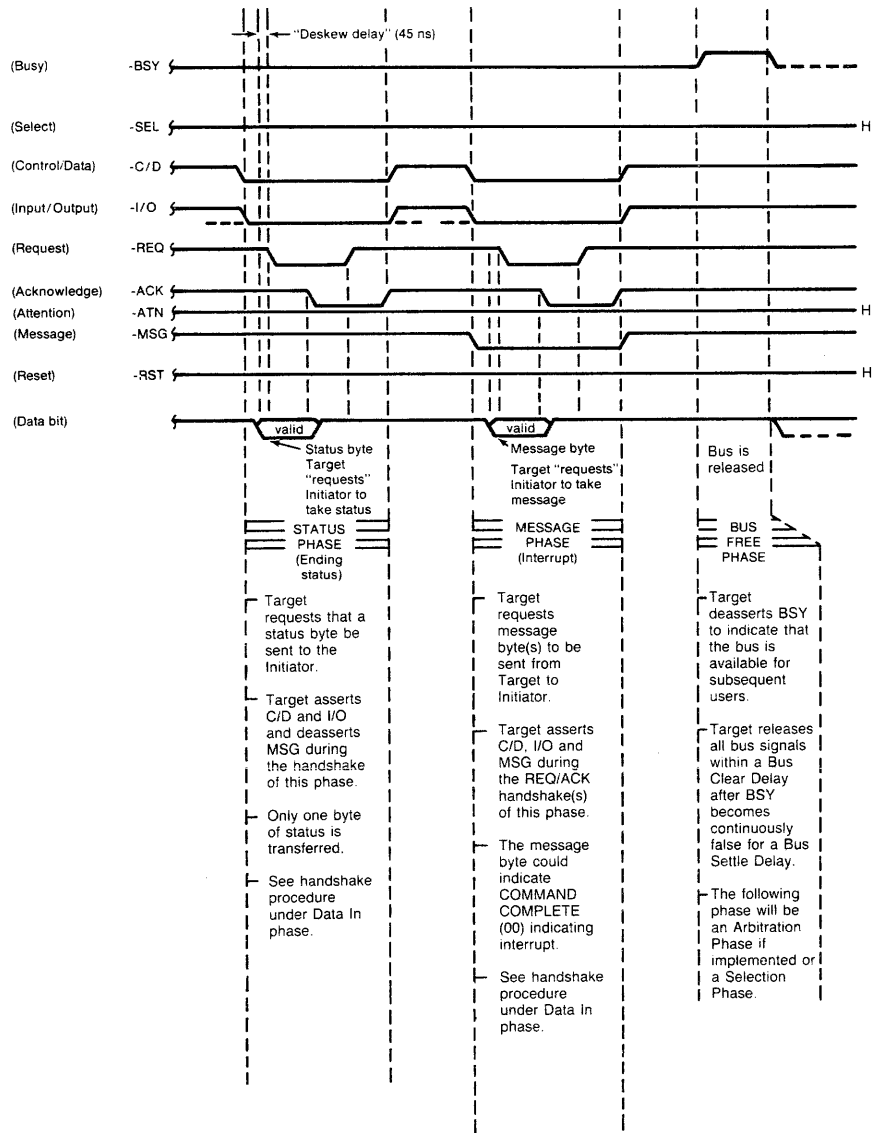 "Deskew delay" (45 ns)
(Busy) -BSY
(Select) -SEL H
(Control/Data) -C/D
(Input/Output) -I/O
(Request) -REQ
(Acknowledge) -ACK
(Attention) -ATN H
(Message) -MSG
(Reset) -RST H
(Data bit) valid valid
Status byte
Target
"requests"
Initiator to
take status
Message byte
Target "requests"
Initiator to take
message
Bus is
released
STATUS
PHASE
(Ending
status)
MESSAGE
PHASE
(Interrupt)
BUS
FREE
PHASE
Target
requests that a
status byte be
sent to the
Initiator.
Target asserts
C/D and I/O
and deasserts
MSG during
the handshake
of this phase.
Only one byte
of status is
transferred.
See handshake
procedure
under Data In
phase.
Target
requests
message
byte(s) to be
sent from
Target to
Initiator.
Target asserts
C/D, I/O and
MSG during
the REQ/ACK
handshake(s)
of this phase.
The message
byte could
indicate
COMMAND
COMPLETE
(00) indicating
interrupt.
See handshake
procedure
under Data In
phase.
Target
deasserts BSY
to indicate that
the bus is
available for
subsequent
users.
Target releases
all bus signals
within a Bus
Clear Delay
after BSY
becomes
continuously
false for a Bus
Settle Delay.
The following
phase will be
an Arbitration
Phase if
implemented or
a Selection
Phase.